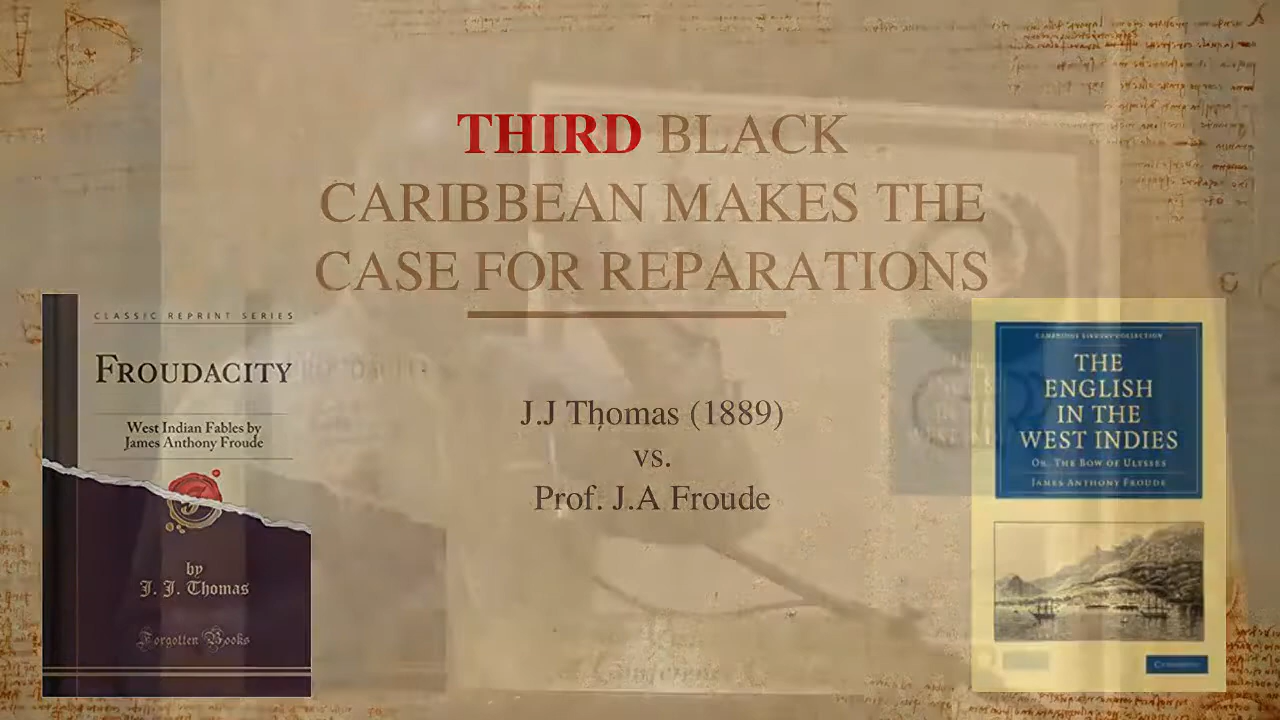 THIRD BLACK
CARIBBEAN MAKES THE
CASE FOR REPARATIONS
J.J Thomas (1889)
vs.
Prof. J.A Froude
CLASSIC REPRINT SERIES
FROUDACITY
West Indian Fables by
James Anthony Froude
by
J. J. Thomas
Forgotten Books
CAMBRIDGE LIBRARY COLLECTION
THE
ENGLISH
IN THE
WEST INDIES
OR, THE BOW OF ULYSSES
JAMES ANTHONY FROUDE
CAMBRIDGE